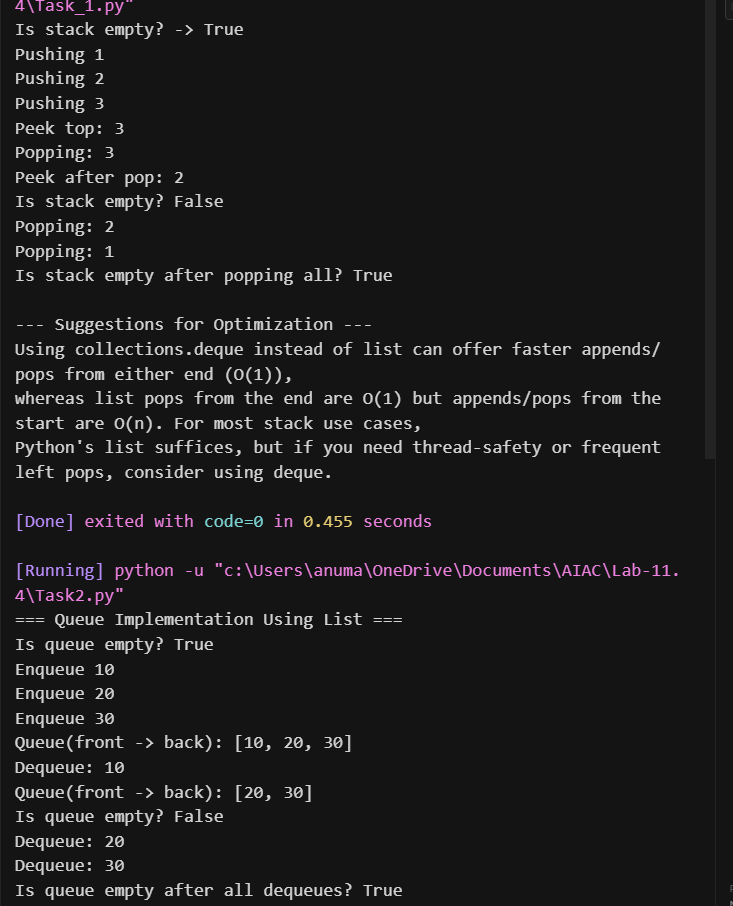 4\Task_1.py"
Is stack empty? -> True
Pushing 1
Pushing 2
Pushing 3
Peek top: 3
Popping: 3
Peek after pop: 2
Is stack empty? False
Popping: 2
Popping: 1
Is stack empty after popping all? True

--- Suggestions for Optimization ---
Using collections.deque instead of list can offer faster appends/
pops from either end (O(1)),
whereas list pops from the end are O(1) but appends/pops from the
start are O(n). For most stack use cases,
Python's list suffices, but if you need thread-safety or frequent
left pops, consider using deque.

[Done] exited with code=0 in 0.455 seconds

[Running] python -u "c:\Users\anuma\OneDrive\Documents\AIAC\Lab-11.
4\Task2.py"
=== Queue Implementation Using List ===
Is queue empty? True
Enqueue 10
Enqueue 20
Enqueue 30
Queue(front -> back): [10, 20, 30]
Dequeue: 10
Queue(front -> back): [20, 30]
Is queue empty? False
Dequeue: 20
Dequeue: 30
Is queue empty after all dequeues? True